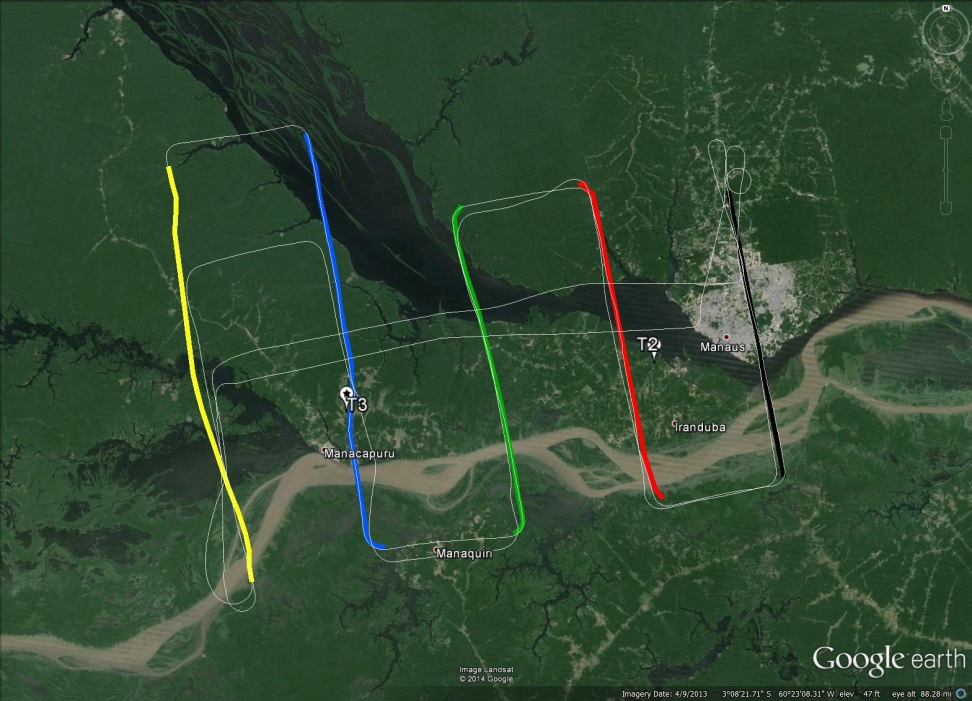 N
T2
Manaus
T3
Iranduba
Manacapuru
Manaquiri
Google earth
Image Landsat
© 2014 Google
Imagery Date: 4/9/2013 3°08'21.71" S 60°23'08.31" W elev 47 ft eye alt 88.28 mi